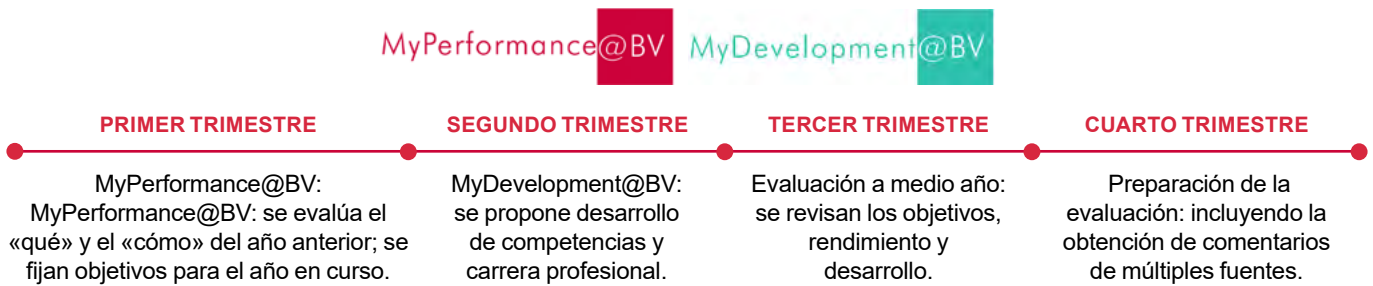 MyPerformance@BV MyDevelopment@BV
PRIMER TRIMESTRE
MyPerformance@BV:
MyPerformance@BV: se evalúa el
«qué» y el «cómo» del año anterior; se
fijan objetivos para el año en curso.
SEGUNDO TRIMESTRE
MyDevelopment@BV:
se propone desarrollo
de competencias y
carrera profesional.
TERCER TRIMESTRE
Evaluación a medio año:
se revisan los objetivos,
rendimiento y
desarrollo.
CUARTO TRIMESTRE
Preparación de la
evaluación: incluyendo la
obtención de comentarios
de múltiples fuentes.